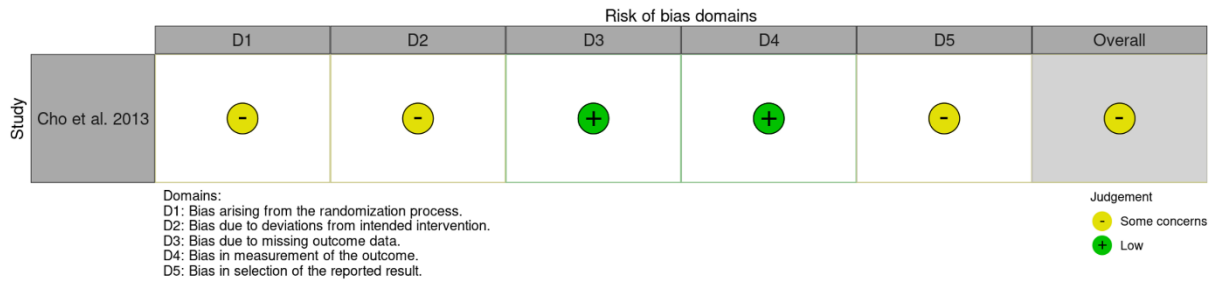 Risk of bias domains
D1 D2 D3 D4 D5 Overall
Study
Cho et al. 2013 - - + + - -
Domains:
D1: Bias arising from the randomization process.
D2: Bias due to deviations from intended intervention.
D3: Bias due to missing outcome data.
D4: Bias in measurement of the outcome.
D5: Bias in selection of the reported result.
Judgement
- Some concerns
+ Low